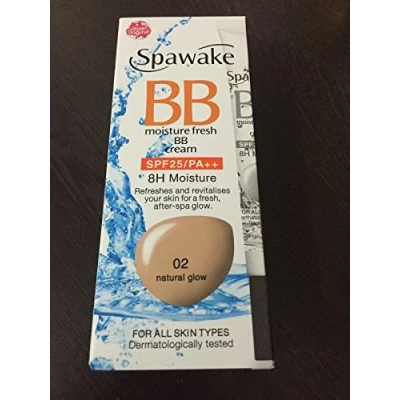 Spawake
BB
moisture fresh
BB
cream
SPF25/PA++
8H Moisture
Refreshes and revitalises
your skin for a fresh,
after-spa glow.
02
natural glow
FOR ALL SKIN TYPES
Dermatologically tested